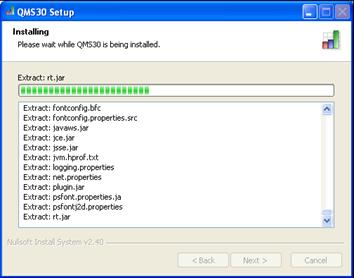 QMS30 Setup
Installing
Please wait while QMS30 is being installed.
Extract: rt.jar
Extract: fontconfig.bfc
Extract: fontconfig.properties.src
Extract: javaws.jar
Extract: jce.jar
Extract: jsse.jar
Extract: jvm.hprof.txt
Extract: logging.properties
Extract: net.properties
Extract: plugin.jar
Extract: psfont.properties.ja
Extract: psfontj2d.properties
Extract: rt.jar
Nullsoft Install System v2.40
< Back
Next >
Cancel